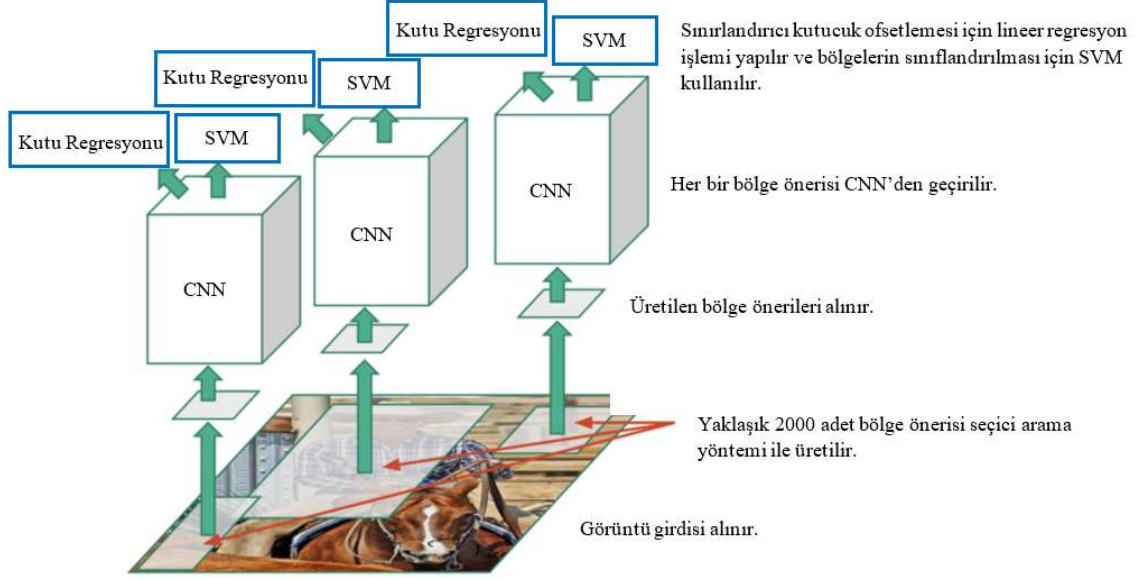 Kutu Regresyonu
SVM
Sınırlandırıcı kutucuk ofsetlemesi için lineer regresyon
işlemi yapılır ve bölgelerin sınıflandırılması için SVM
kullanılır.
Kutu Regresyonu
SVM
Kutu Regresyonu
SVM
CNN
Her bir bölge önerisi CNN’den geçirilir.
CNN
CNN
Üretilen bölge önerileri alınır.
Yaklaşık 2000 adet bölge önerisi seçici arama
yöntemi ile üretilir.
Görüntü girdisi alınır.